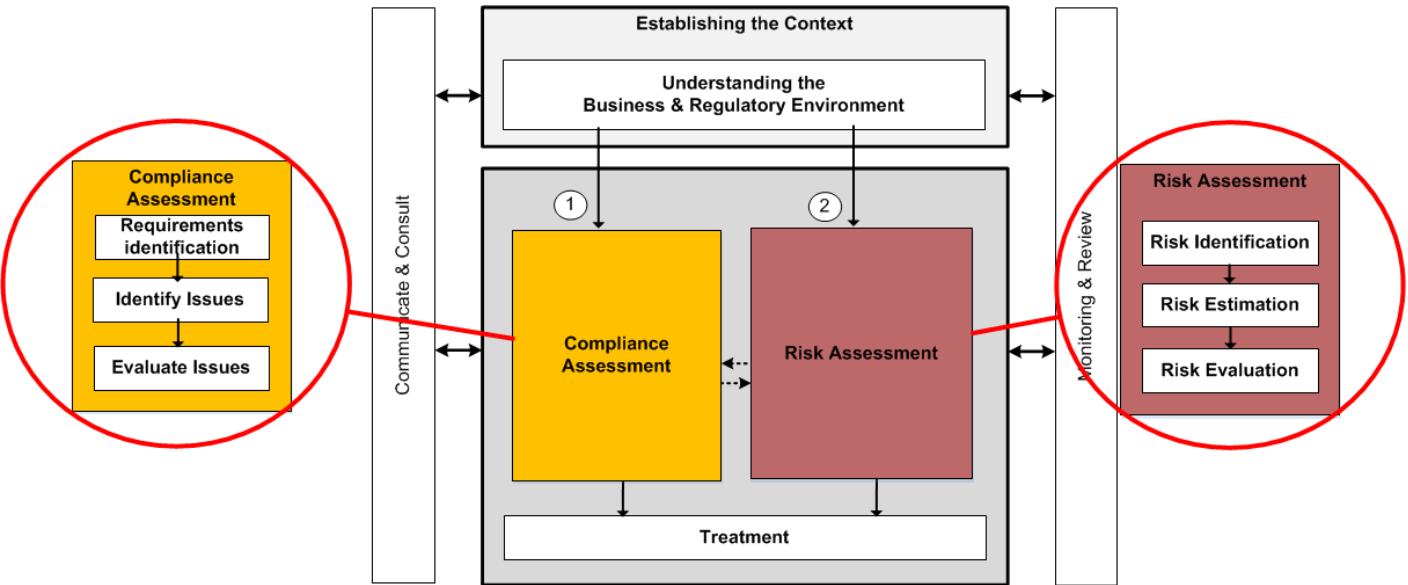 Establishing the Context
Understanding the
Business & Regulatory Environment
Communicate & Consult
Monitoring & Review
Compliance
Assessment
Requirements
identification
Identify Issues
Evaluate Issues
1
2
Compliance
Assessment
Risk Assessment
Treatment
Risk Assessment
Risk Identification
Risk Estimation
Risk Evaluation